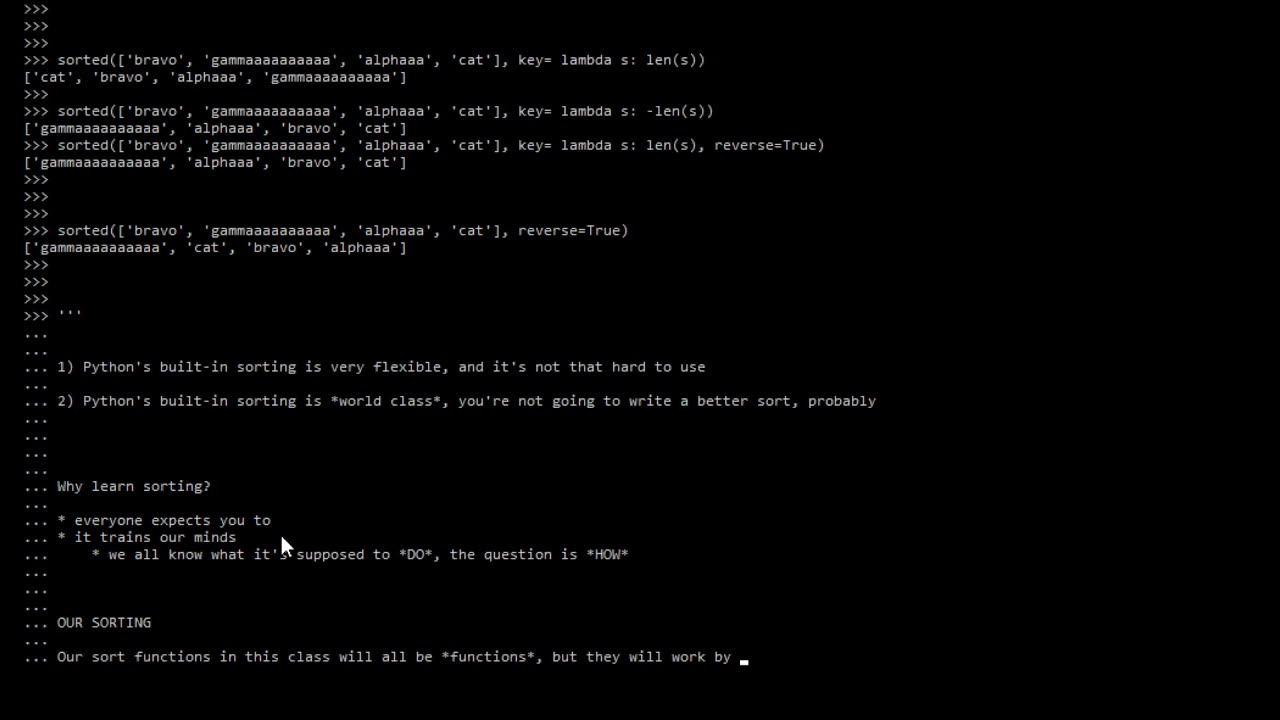 >>>
>>>
>>>
>>> sorted(['bravo', 'gammaaaaaaaaaa', 'alphaaa', 'cat'], key= lambda s: len(s))
['cat', 'bravo', 'alphaaa', 'gammaaaaaaaaaa']
>>>
>>> sorted(['bravo', 'gammaaaaaaaaaa', 'alphaaa', 'cat'], key= lambda s: -len(s))
['gammaaaaaaaaaa', 'alphaaa', 'bravo', 'cat']
>>> sorted(['bravo', 'gammaaaaaaaaaa', 'alphaaa', 'cat'], key= lambda s: len(s), reverse=True)
['gammaaaaaaaaaa', 'alphaaa', 'bravo', 'cat']
>>>
>>>
>>>
>>> sorted(['bravo', 'gammaaaaaaaaaa', 'alphaaa', 'cat'], reverse=True)
['gammaaaaaaaaaa', 'cat', 'bravo', 'alphaaa']
>>>
>>>
>>>
>>> '''
...
...
... 1) Python's built-in sorting is very flexible, and it's not that hard to use
...
... 2) Python's built-in sorting is *world class*, you're not going to write a better sort, probably
...
...
...
...
... Why learn sorting?
...
... * everyone expects you to
... * it trains our minds
...     * we all know what it's supposed to *DO*, the question is *HOW*
...
...
...
... OUR SORTING
...
... Our sort functions in this class will all be *functions*, but they will work by